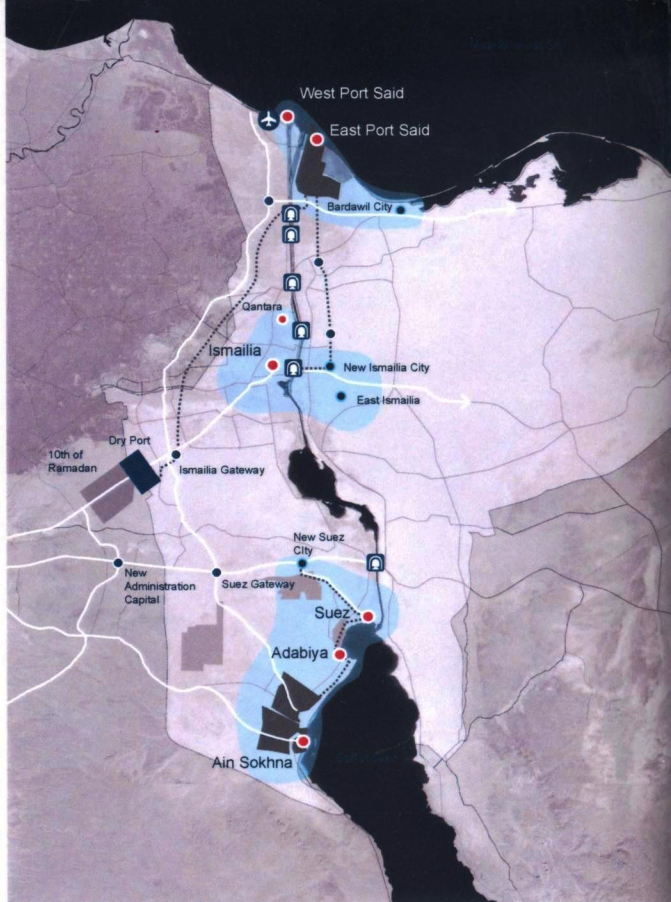 West Port Said
East Port Said
Bardawil City
Qantara
Ismailia
New Ismailia City
East Ismailia
Dry Port
10th of
Ramadan
Ismailia Gateway
New Suez
City
New
Administration
Capital
Suez Gateway
Suez
Adabiya
Ain Sokhna